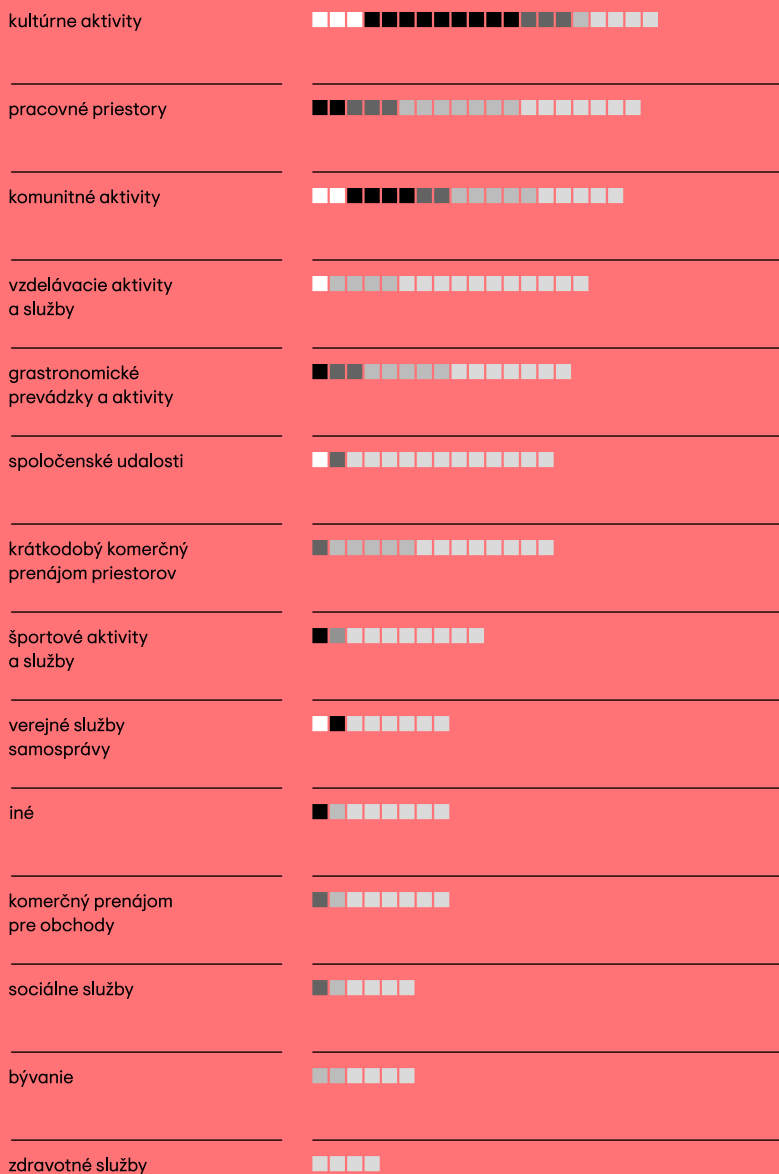 kultúrne aktivity
pracovné priestory
komunitné aktivity
vzdelávacie aktivity
a služby
grastronomické
prevádzky a aktivity
spoločenské udalosti
krátkodobý komerčný
prenájom priestorov
športové aktivity
a služby
verejné služby
samosprávy
iné
komerčný prenájom
pre obchody
sociálne služby
bývanie
zdravotné služby